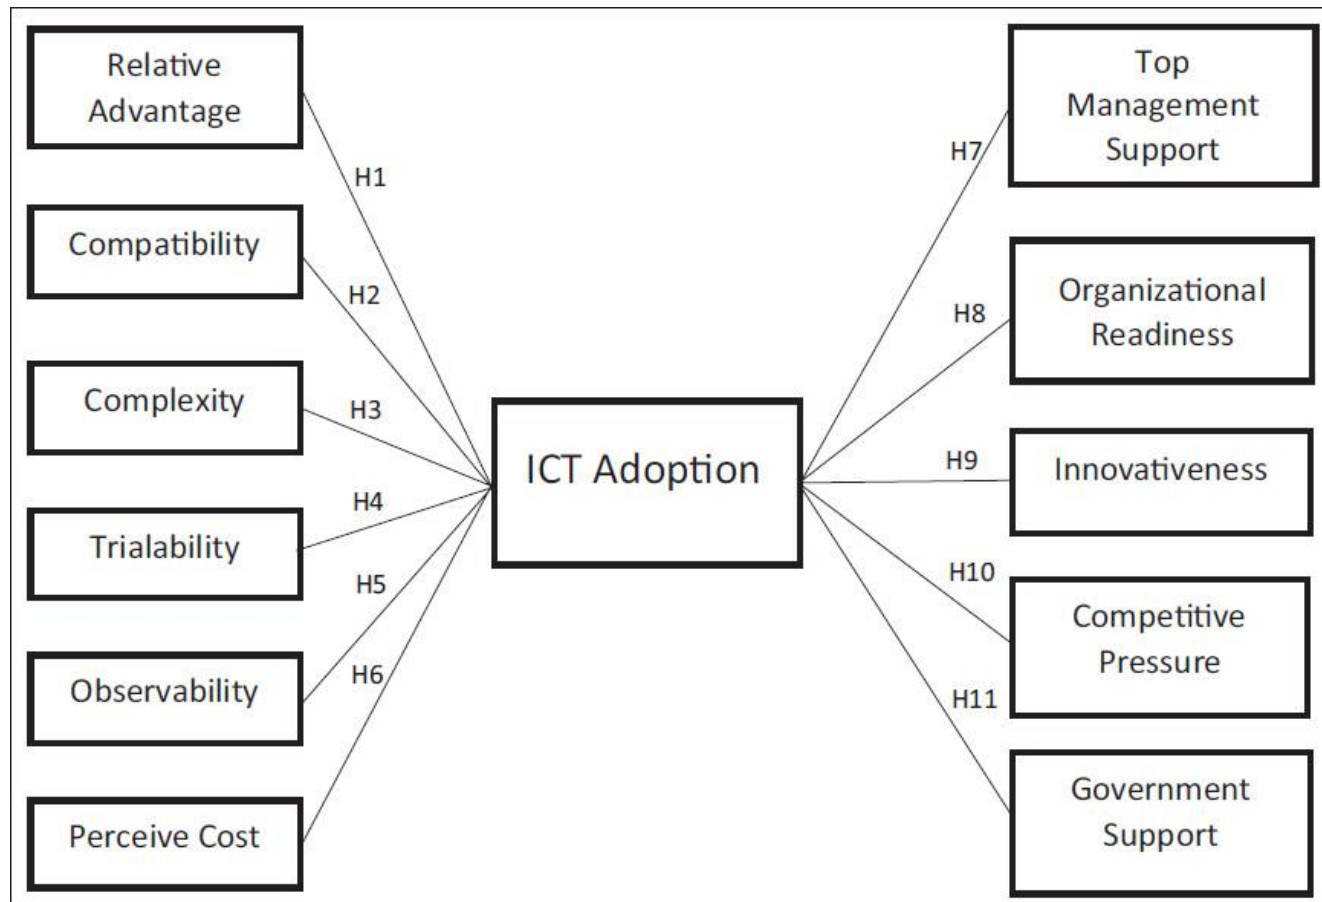 Relative
Advantage
H1
Compatibility
H2
Complexity
H3
Trialability
H4
Observability
H5
Perceive Cost
H6
ICT Adoption
Top
Management
Support
H7
Organizational
Readiness
H8
Innovativeness
H9
Competitive
Pressure
H10
Government
Support
H11